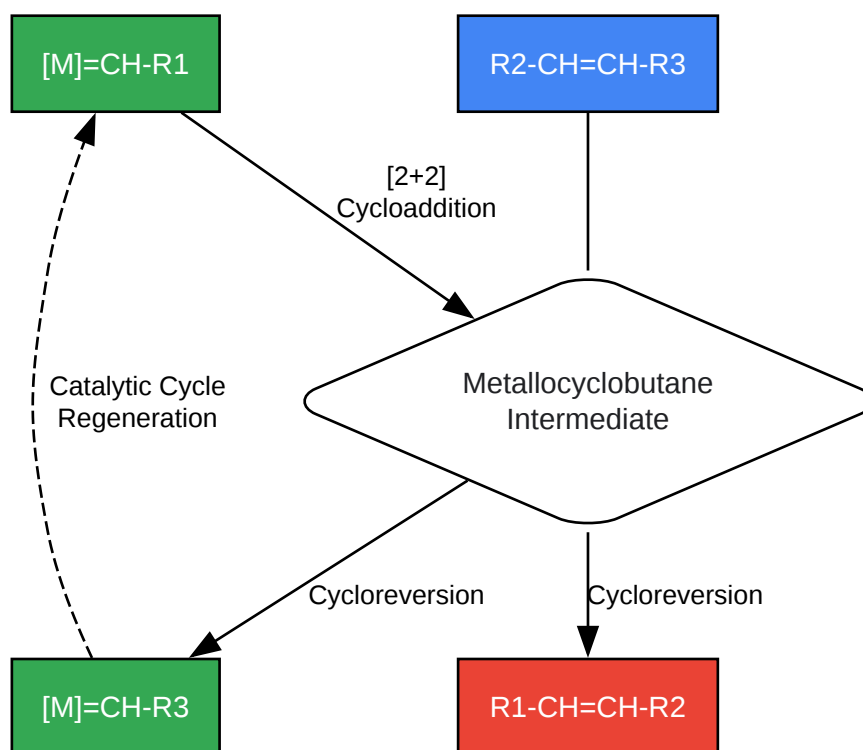 [M]=CH-R1
R2-CH=CH-R3
[2+2]
Cycloaddition
Metallocyclobutane
Intermediate
Catalytic Cycle
Regeneration
Cycloreversion
Cycloreversion
[M]=CH-R3
R1-CH=CH-R2